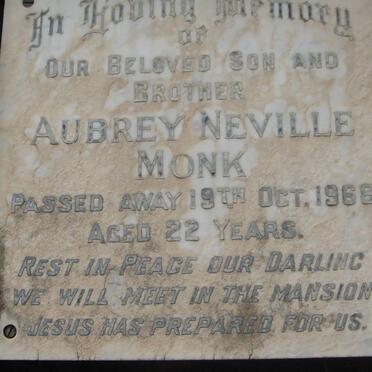 In Loving Memory
OF
OUR BELOVED SON AND
BROTHER
AUBREY NEVILLE
MONK
PASSED AWAY 19TH OCT. 1966
AGED 22 YEARS.
REST IN PEACE OUR DARLING
WE WILL MEET IN THE MANSION
JESUS HAS PREPARED FOR US.